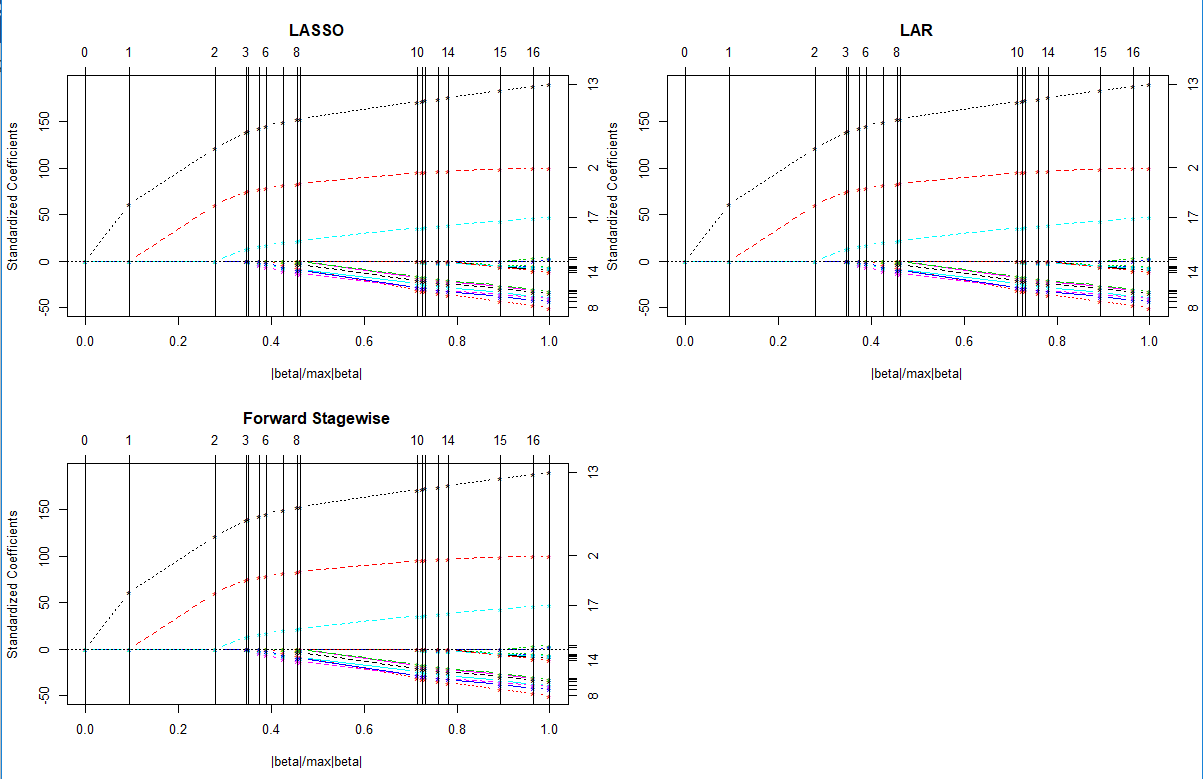 LASSO
0 1 2 3 6 8 10 14 15 16
Standardized Coefficients
-50 0 50 100 150
13
2
17
14
8
0.0 0.2 0.4 0.6 0.8 1.0
|beta|/max|beta|
LAR
0 1 2 3 6 8 10 14 15 16
Standardized Coefficients
-50 0 50 100 150
13
2
17
14
8
0.0 0.2 0.4 0.6 0.8 1.0
|beta|/max|beta|
Forward Stagewise
0 1 2 3 6 8 10 14 15 16
Standardized Coefficients
-50 0 50 100 150
13
2
17
14
8
0.0 0.2 0.4 0.6 0.8 1.0
|beta|/max|beta|